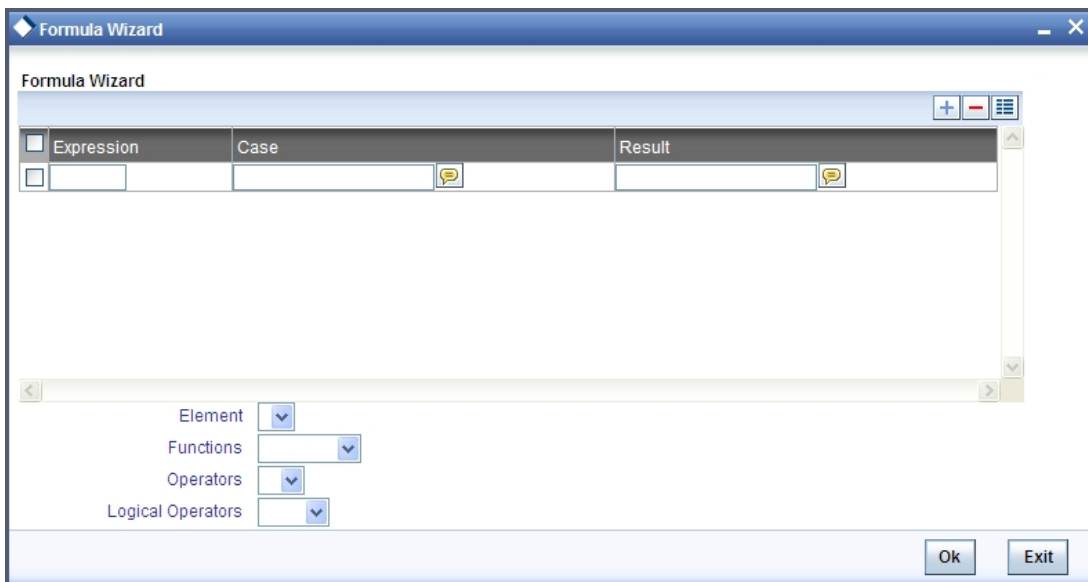 Formula Wizard
Formula Wizard
Expression Case Result
Element
Functions
Operators
Logical Operators
Ok Exit